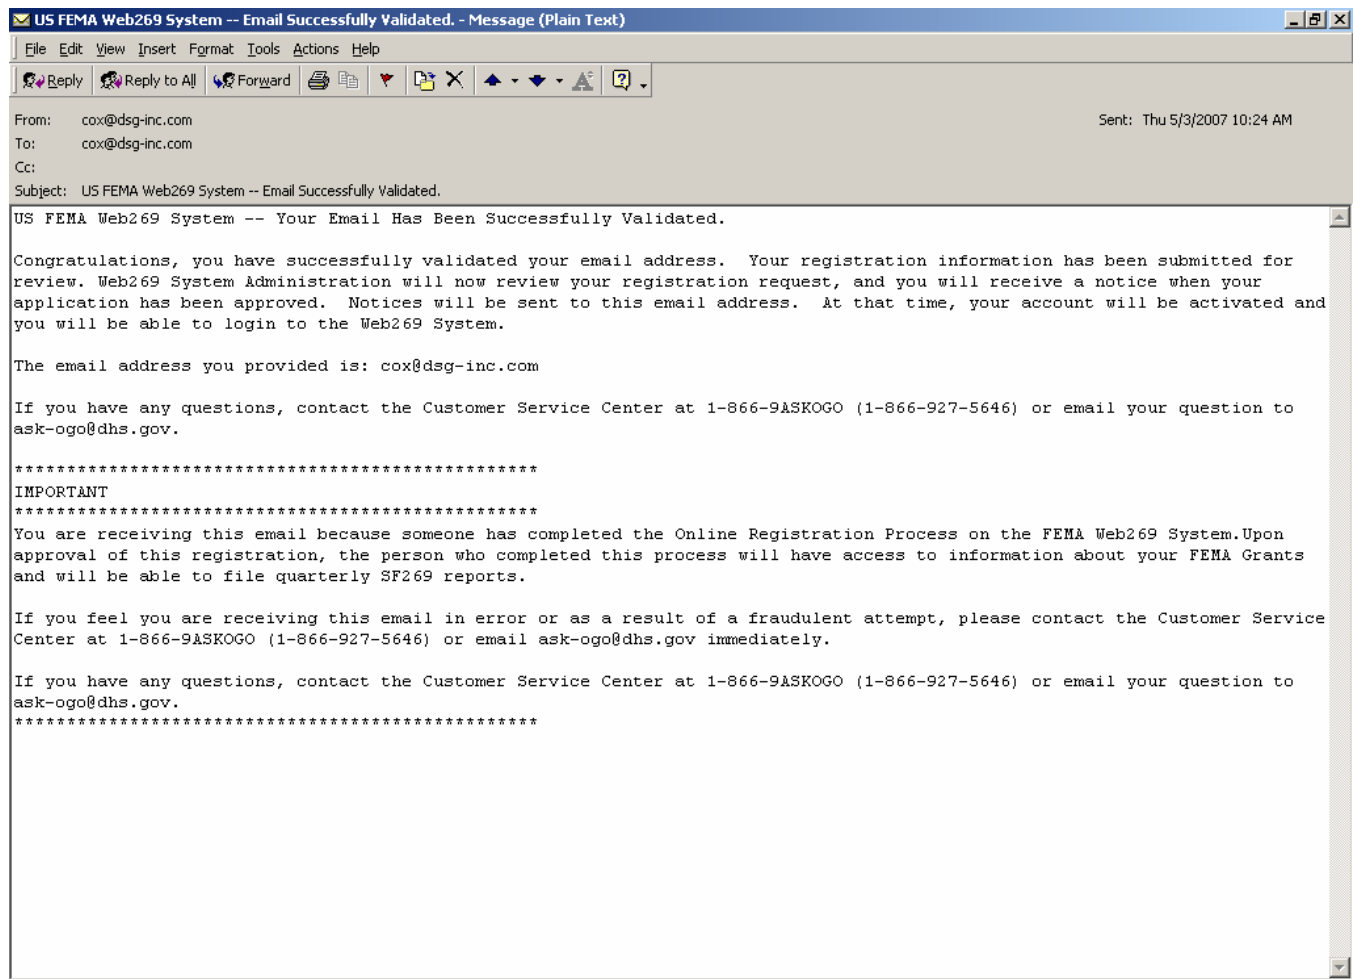 US FEMA Web269 System -- Email Successfully Validated. - Message (Plain Text)
File Edit View Insert Format Tools Actions Help
Reply Reply to All Forward
From: cox@dsg-inc.com Sent: Thu 5/3/2007 10:24 AM
To: cox@dsg-inc.com
Cc:
Subject: US FEMA Web269 System -- Email Successfully Validated.
US FEMA Web269 System -- Your Email Has Been Successfully Validated.
Congratulations, you have successfully validated your email address.  Your registration information has been submitted for
review. Web269 System Administration will now review your registration request, and you will receive a notice when your
application has been approved.  Notices will be sent to this email address.  At that time, your account will be activated and
you will be able to login to the Web269 System.
The email address you provided is: cox@dsg-inc.com
If you have any questions, contact the Customer Service Center at 1-866-9ASKOGO (1-866-927-5646) or email your question to
ask-ogo@dhs.gov.
**************************************************
IMPORTANT
**************************************************
You are receiving this email because someone has completed the Online Registration Process on the FEMA Web269 System.Upon
approval of this registration, the person who completed this process will have access to information about your FEMA Grants
and will be able to file quarterly SF269 reports.
If you feel you are receiving this email in error or as a result of a fraudulent attempt, please contact the Customer Service
Center at 1-866-9ASKOGO (1-866-927-5646) or email ask-ogo@dhs.gov immediately.
If you have any questions, contact the Customer Service Center at 1-866-9ASKOGO (1-866-927-5646) or email your question to
ask-ogo@dhs.gov.
**************************************************